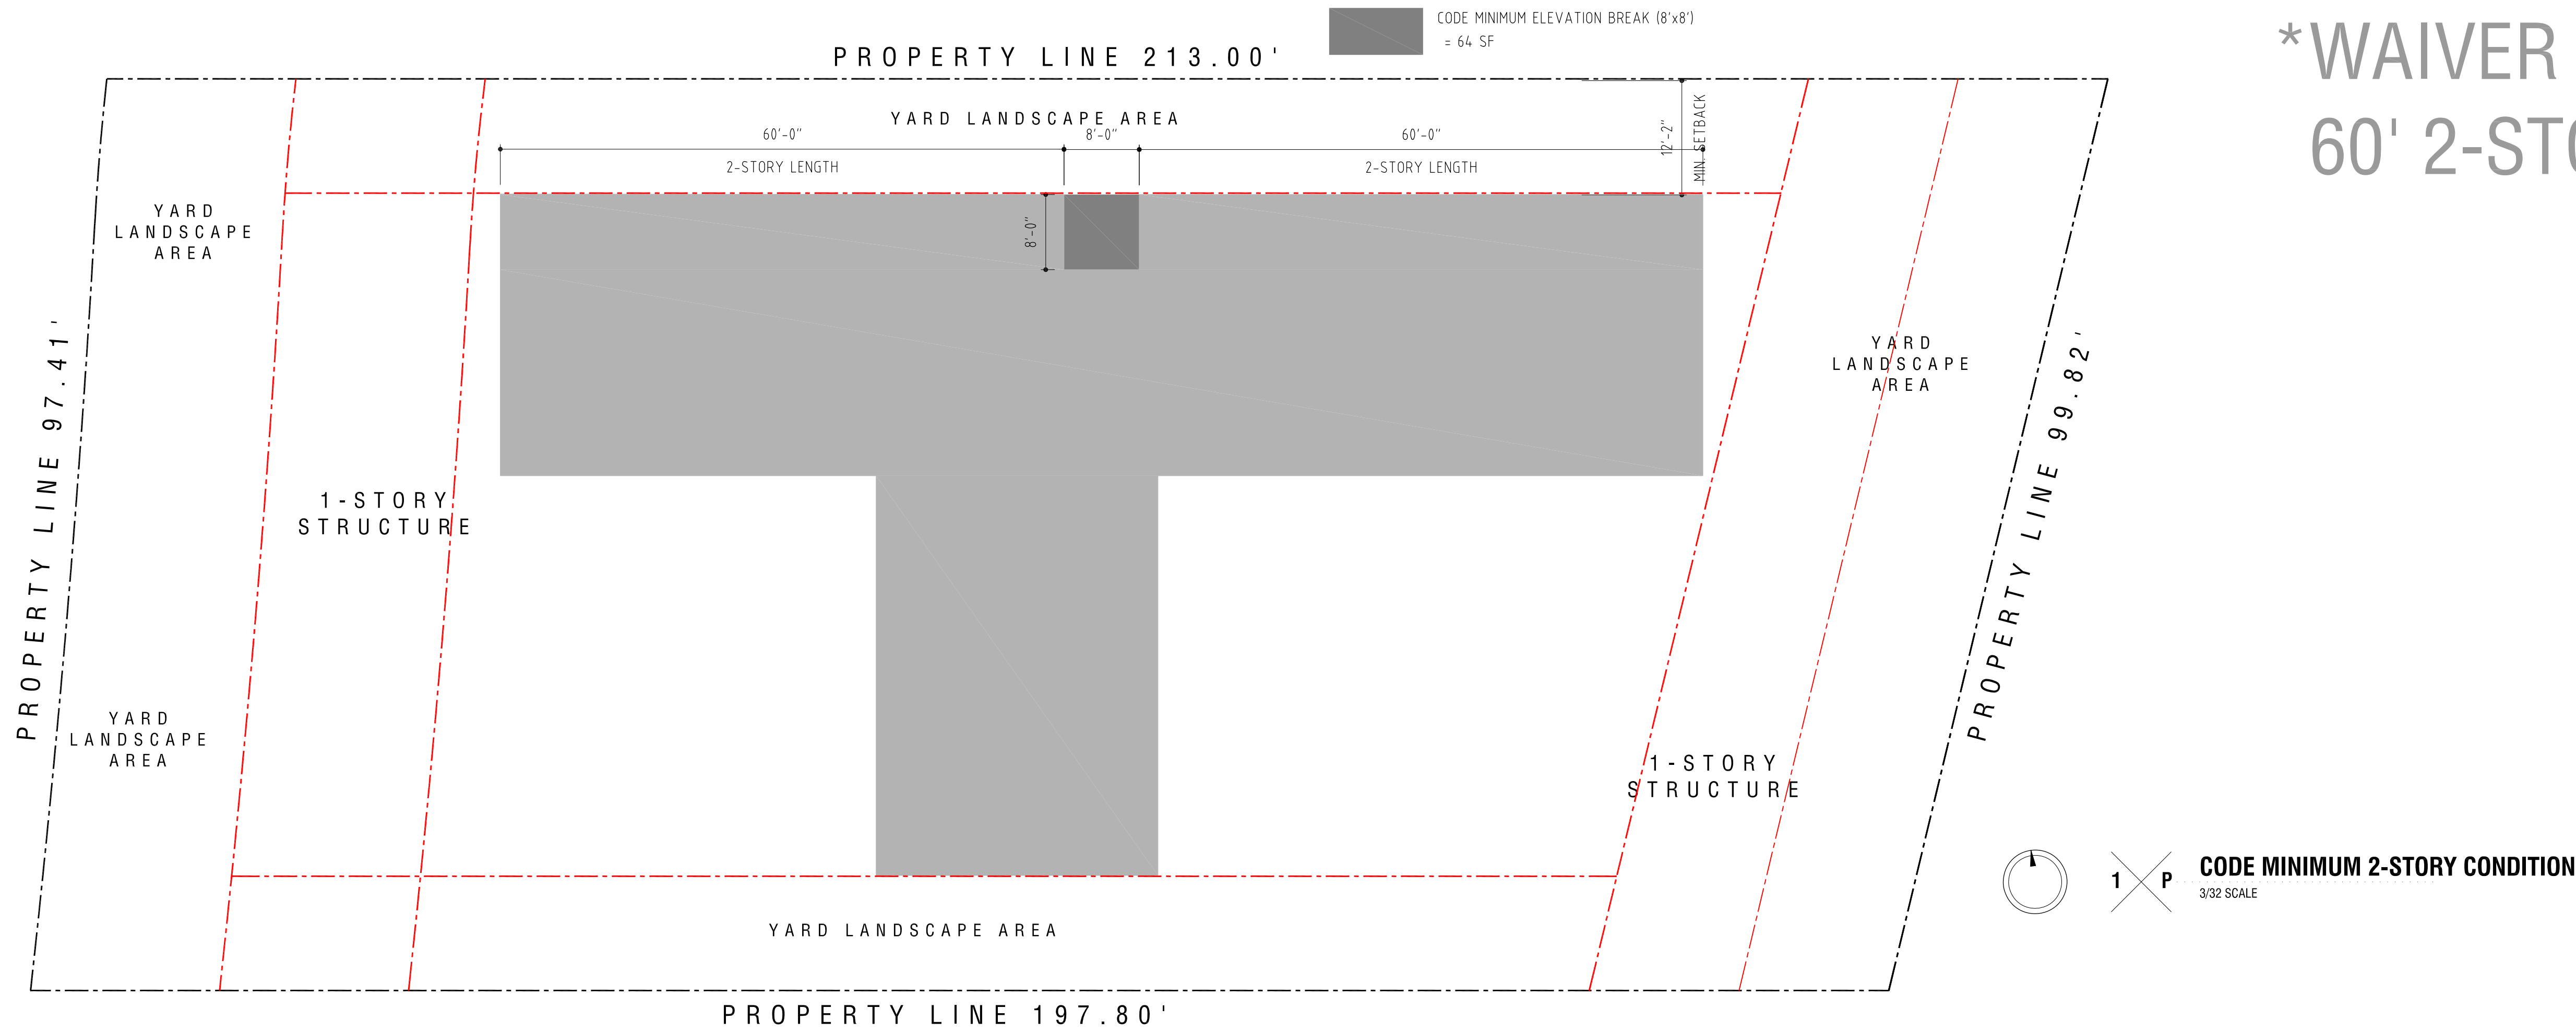 CODE MINIMUM ELEVATION BREAK (8'x8')
= 64 SF
*WAIVER
60' 2-STO
PROPERTY LINE 213.00'
YARD LANDSCAPE AREA
60'-0"
8'-0"
60'-0"
2-STORY LENGTH
2-STORY LENGTH
12'-2"
MIN. SETBACK
8'-0"
YARD
LANDSCAPE
AREA
YARD
LANDSCAPE
AREA
PROPERTY LINE 97.41'
PROPERTY LINE 99.82'
1-STORY
STRUCTURE
YARD
LANDSCAPE
AREA
1-STORY
STRUCTURE
1
P
CODE MINIMUM 2-STORY CONDITION
3/32 SCALE
YARD LANDSCAPE AREA
PROPERTY LINE 197.80'